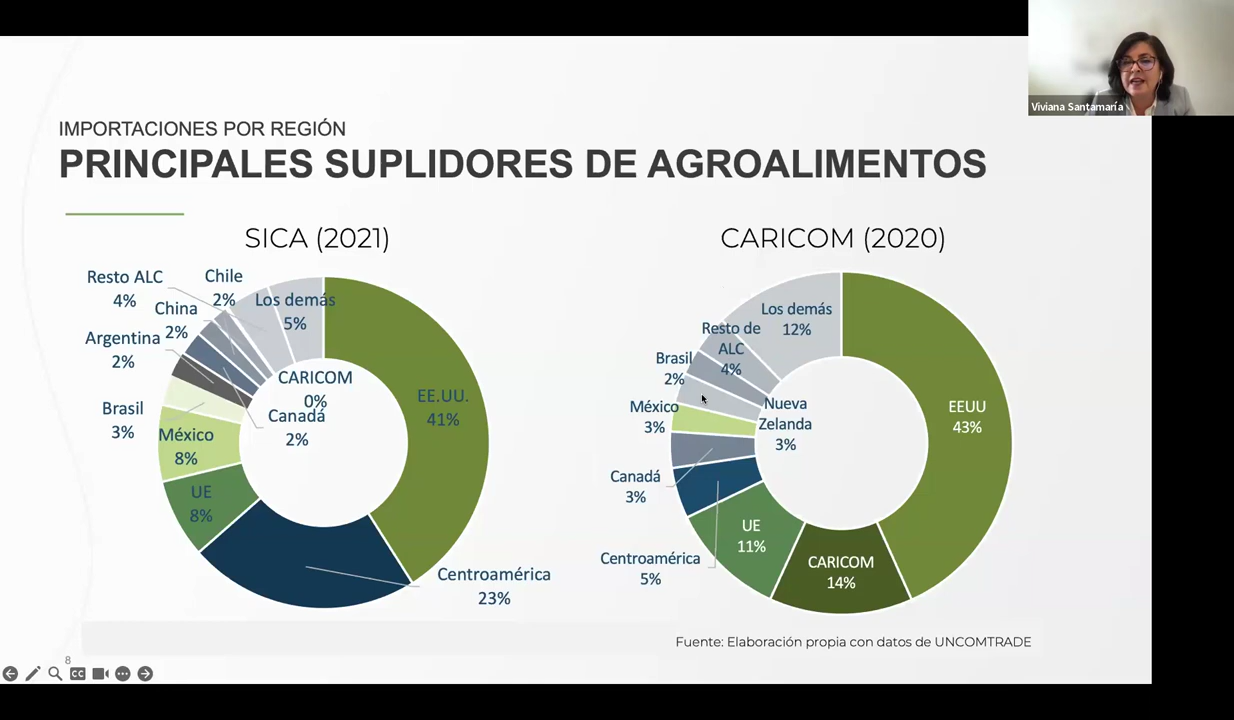 Viviana Santamaría
IMPORTACIONES POR REGIÓN
PRINCIPALES SUPLIDORES DE AGROALIMENTOS
SICA (2021)
Resto ALC
4%
Chile
2%
Los demás
5%
China
2%
Argentina
2%
CARICOM
0%
Canadá
2%
Brasil
3%
México
8%
UE
8%
EE.UU.
41%
Centroamérica
23%
CARICOM (2020)
Los demás
12%
Resto de
ALC
4%
Brasil
2%
México
3%
Nueva
Zelanda
3%
Canadá
3%
EEUU
43%
UE
11%
Centroamérica
5%
CARICOM
14%
Fuente: Elaboración propia con datos de UNCOMTRADE
8
CC